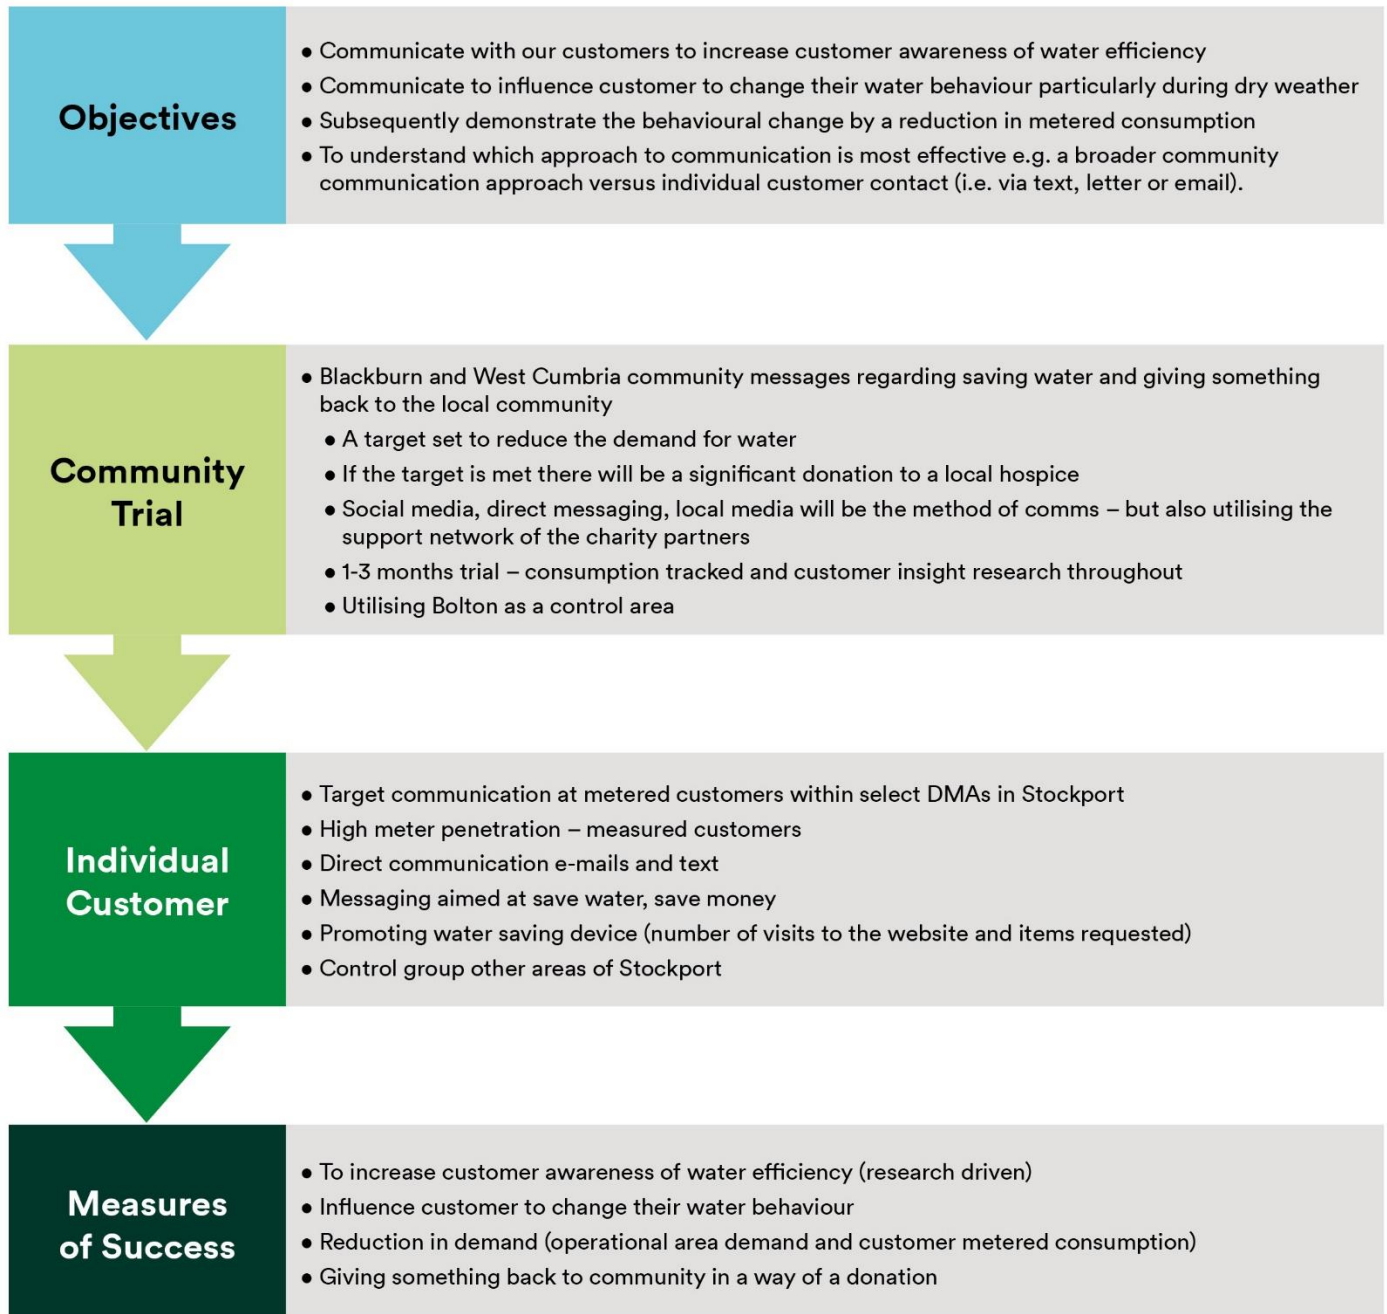 Objectives
• Communicate with our customers to increase customer awareness of water efficiency
• Communicate to influence customer to change their water behaviour particularly during dry weather
• Subsequently demonstrate the behavioural change by a reduction in metered consumption
• To understand which approach to communication is most effective e.g. a broader community
communication approach versus individual customer contact (i.e. via text, letter or email).
Community
Trial
• Blackburn and West Cumbria community messages regarding saving water and giving something
back to the local community
• A target set to reduce the demand for water
• If the target is met there will be a significant donation to a local hospice
• Social media, direct messaging, local media will be the method of comms – but also utilising the
support network of the charity partners
• 1-3 months trial – consumption tracked and customer insight research throughout
• Utilising Bolton as a control area
Individual
Customer
• Target communication at metered customers within select DMAs in Stockport
• High meter penetration – measured customers
• Direct communication e-mails and text
• Messaging aimed at save water, save money
• Promoting water saving device (number of visits to the website and items requested)
• Control group other areas of Stockport
Measures
of Success
• To increase customer awareness of water efficiency (research driven)
• Influence customer to change their water behaviour
• Reduction in demand (operational area demand and customer metered consumption)
• Giving something back to community in a way of a donation